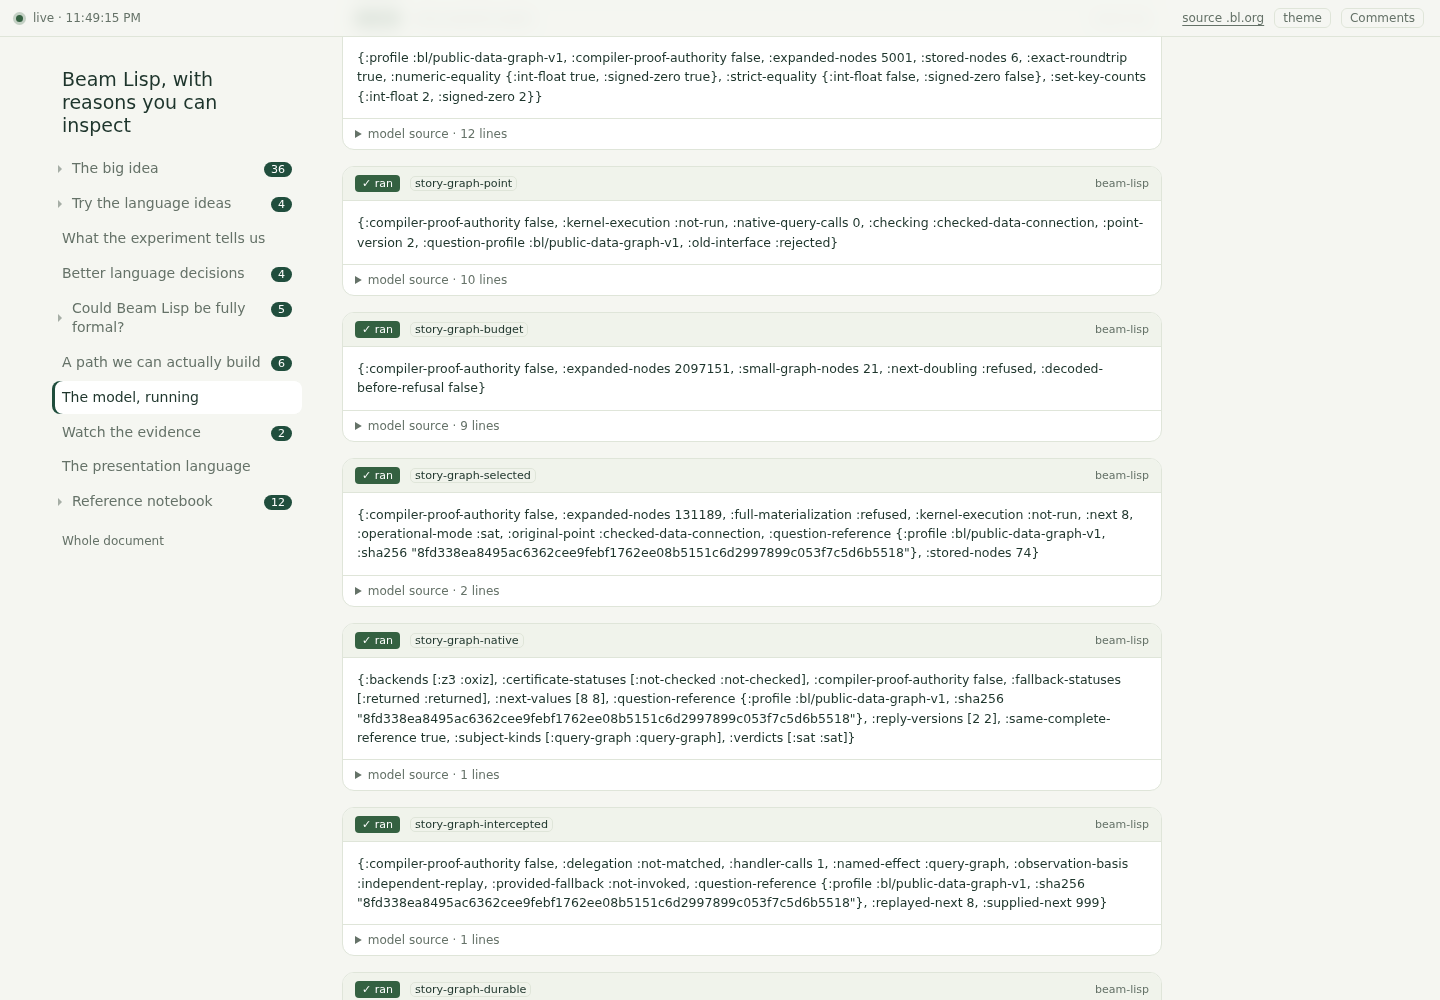 live · 11:49:15 PM
source .bl.org
theme
Comments
Beam Lisp, with
reasons you can
inspect
The big idea 36
Try the language ideas 4
What the experiment tells us
Better language decisions 4
Could Beam Lisp be fully 5
formal?
A path we can actually build 6
The model, running
Watch the evidence 2
The presentation language
Reference notebook 12
Whole document
{:profile :bl/public-data-graph-v1, :compiler-proof-authority false, :expanded-nodes 5001, :stored-nodes 6, :exact-roundtrip
true, :numeric-equality {:int-float true, :signed-zero true}, :strict-equality {:int-float false, :signed-zero false}, :set-key-counts
{:int-float 2, :signed-zero 2}}
model source · 12 lines
✓ ran story-graph-point beam-lisp
{:compiler-proof-authority false, :kernel-execution :not-run, :native-query-calls 0, :checking :checked-data-connection, :point-
version 2, :question-profile :bl/public-data-graph-v1, :old-interface :rejected}
model source · 10 lines
✓ ran story-graph-budget beam-lisp
{:compiler-proof-authority false, :expanded-nodes 2097151, :small-graph-nodes 21, :next-doubling :refused, :decoded-
before-refusal false}
model source · 9 lines
✓ ran story-graph-selected beam-lisp
{:compiler-proof-authority false, :expanded-nodes 131189, :full-materialization :refused, :kernel-execution :not-run, :next 8,
:operational-mode :sat, :original-point :checked-data-connection, :question-reference {:profile :bl/public-data-graph-v1,
:sha256 "8fd338ea8495ac6362cee9febf1762ee08b5151c6d2997899c053f7c5d6b5518"}, :stored-nodes 74}
model source · 2 lines
✓ ran story-graph-native beam-lisp
{:backends [:z3 :oxiz], :certificate-statuses [:not-checked :not-checked], :compiler-proof-authority false, :fallback-statuses
[:returned :returned], :next-values [8 8], :question-reference {:profile :bl/public-data-graph-v1, :sha256
"8fd338ea8495ac6362cee9febf1762ee08b5151c6d2997899c053f7c5d6b5518"}, :reply-versions [2 2], :same-complete-
reference true, :subject-kinds [:query-graph :query-graph], :verdicts [:sat :sat]}
model source · 1 lines
✓ ran story-graph-intercepted beam-lisp
{:compiler-proof-authority false, :delegation :not-matched, :handler-calls 1, :named-effect :query-graph, :observation-basis
:independent-replay, :provided-fallback :not-invoked, :question-reference {:profile :bl/public-data-graph-v1, :sha256
"8fd338ea8495ac6362cee9febf1762ee08b5151c6d2997899c053f7c5d6b5518"}, :replayed-next 8, :supplied-next 999}
model source · 1 lines
✓ ran story-graph-durable beam-lisp